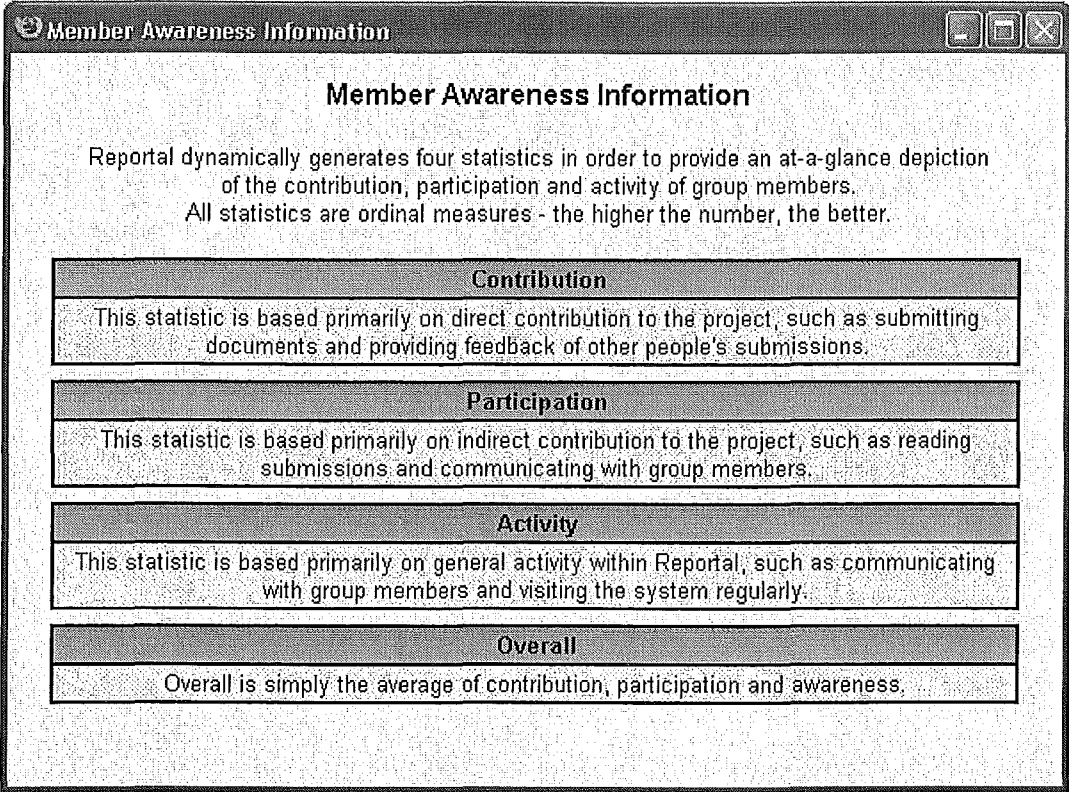 Member Awareness Information
Member Awareness Information
Reportal dynamically generates four statistics in order to provide an at-a-glance depiction
of the contribution, participation and activity of group members.
All statistics are ordinal measures - the higher the number, the better.
Contribution
This statistic is based primarily on direct contribution to the project, such as submitting
documents and providing feedback of other people's submissions.
Participation
This statistic is based primarily on indirect contribution to the project, such as reading
submissions and communicating with group members.
Activity
This statistic is based primarily on general activity within Reportal, such as communicating
with group members and visiting the system regularly.
Overall
Overall is simply the average of contribution, participation and awareness.